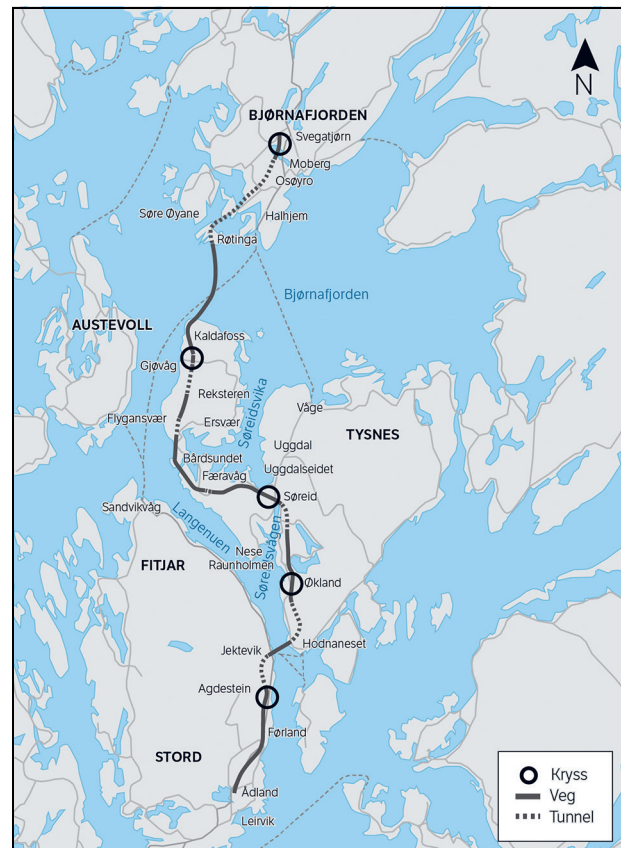 N
BJØRNAFJORDEN
Svegatjørn
Moberg
Osøyro
Søre Øyane
Halhjem
Røtinga
Bjørnafjorden
AUSTEVOLL
Kaldafoss
Gjøvåg
Reksteren
Flygansvær
Ersvær
Søreidsvika
Våge
TYSNES
Uggdal
Bårdsundet
Uggdalseidet
Færavåg
Søreid
Sandvikvåg
Langenuen
Søreidsvågen
Nese
Raunholmen
FITJAR
Økland
Hodnaneset
Jektevik
Agdestein
Førland
STORD
Ådland
Leirvik
Kryss
Veg
Tunnel